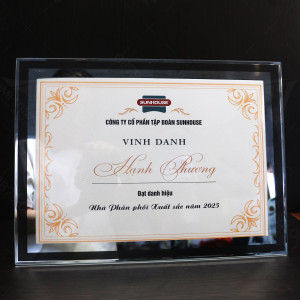 SUNHOUSE
CÔNG TY CỔ PHẦN TẬP ĐOÀN SUNHOUSE
VINH DANH
Hạnh Phương
Đạt danh hiệu
Nhà Phân phối Xuất sắc năm 2025